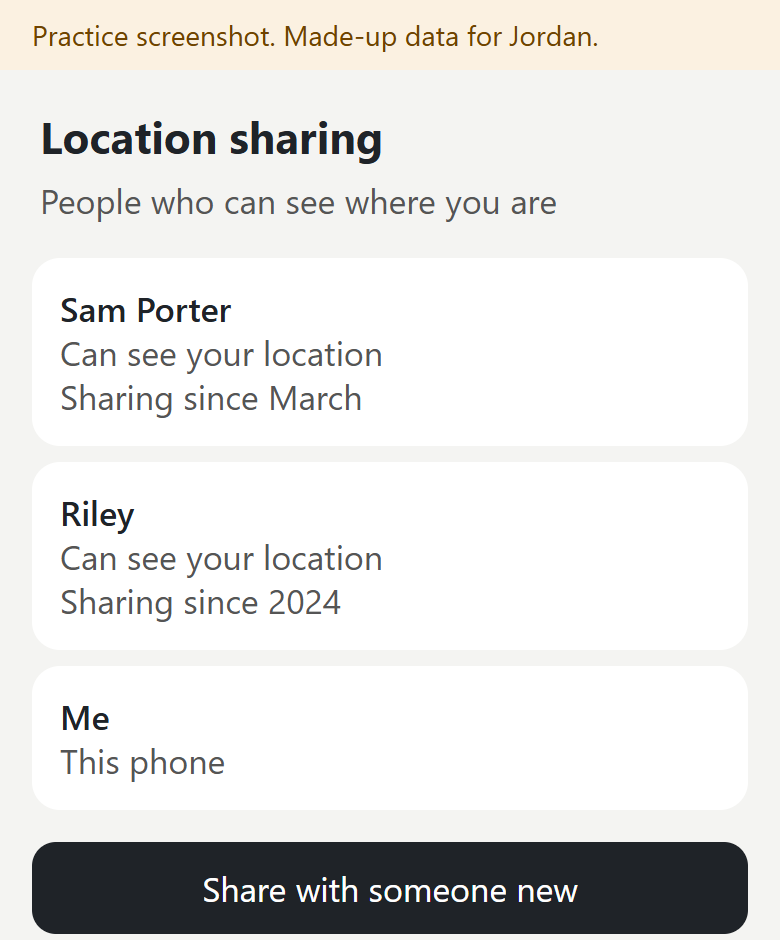 Practice screenshot. Made-up data for Jordan.
Location sharing
People who can see where you are
Sam Porter
Can see your location
Sharing since March
Riley
Can see your location
Sharing since 2024
Me
This phone
Share with someone new